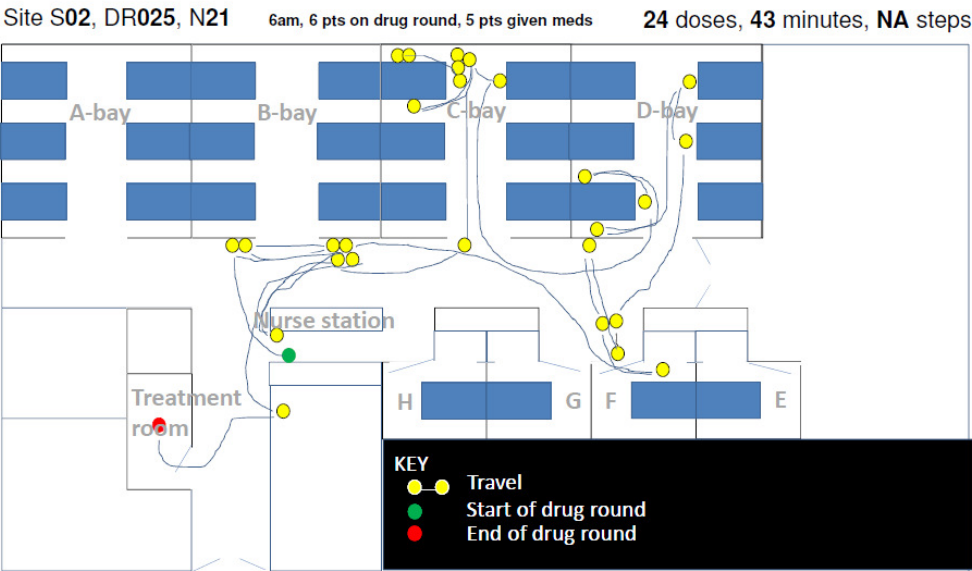 Site S02, DR025, N21 6am, 6 pts on drug round, 5 pts given meds 24 doses, 43 minutes, NA steps
A-bay B-bay C-bay D-bay
Nurse station
Treatment
room
H G F E
KEY
Travel
Start of drug round
End of drug round